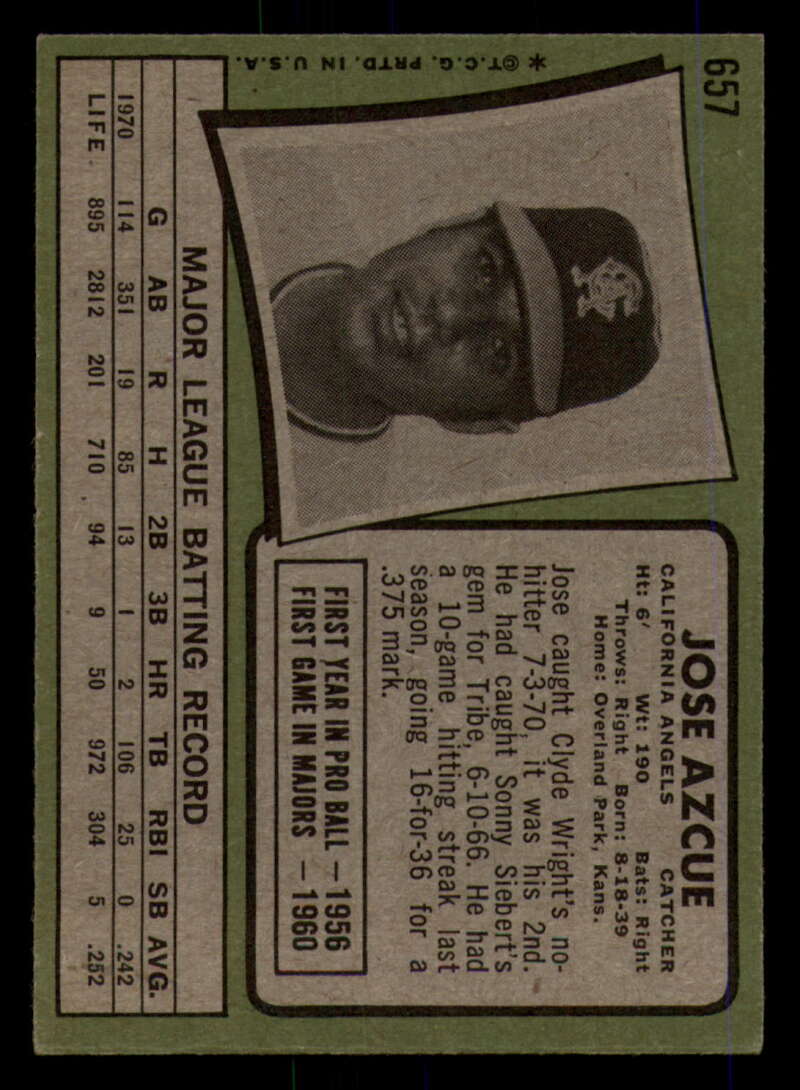 657
JOSE AZCUE
CALIFORNIA ANGELS CATCHER
Ht: 6' Wt: 190 Bats: Right
Throws: Right Born: 8-18-39
Home: Overland Park, Kans.
Jose caught Clyde Wright's no-
hitter 7-3-70, it was his 2nd.
He had caught Sonny Siebert's
gem for Tribe, 6-10-66. He had
a 10-game hitting streak last
season, going 16-for-36 for a
.375 mark.
FIRST YEAR IN PRO BALL — 1956
FIRST GAME IN MAJORS — 1960
MAJOR LEAGUE BATTING RECORD
G AB R H 2B 3B HR TB RBI SB AVG.
1970 114 351 19 85 13 1 2 106 25 0 .242
LIFE 895 2812 201 710 94 9 50 972 304 5 .252
* ©T.C.G. PRTD. IN U.S.A.